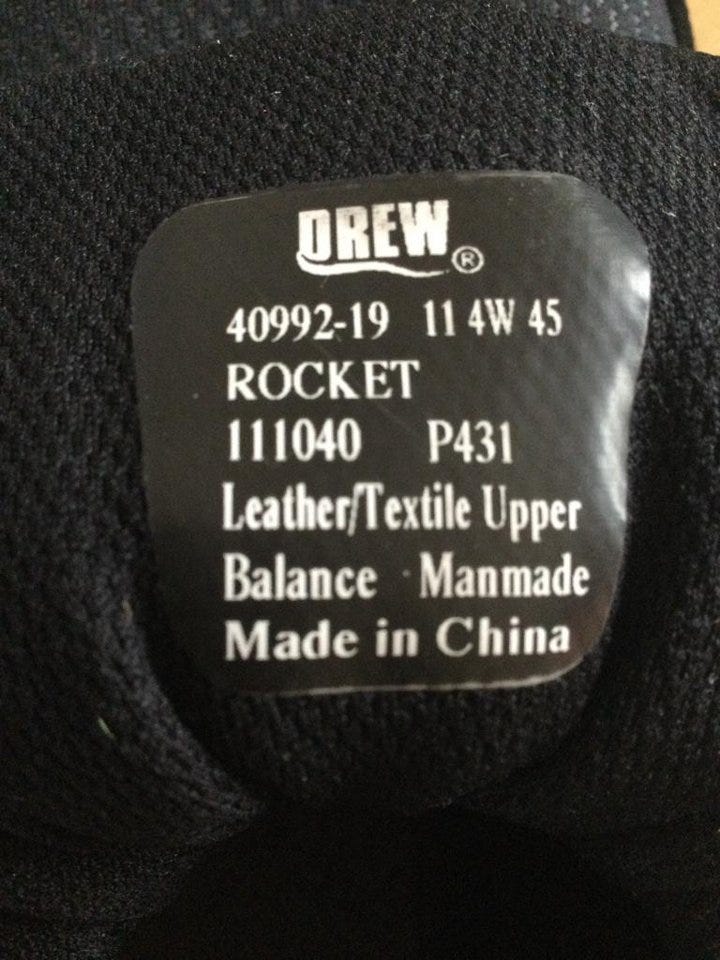 DREW®
40992-19 11 4W 45
ROCKET
111040 P431
Leather/Textile Upper
Balance Manmade
Made in China